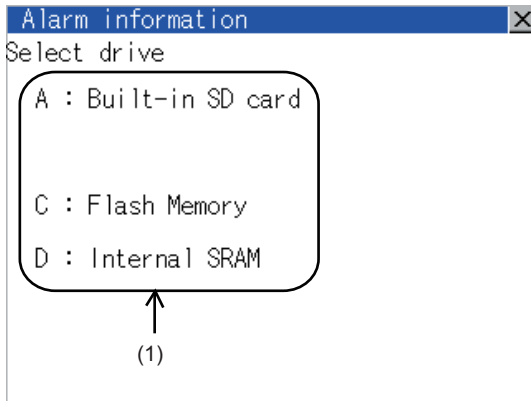 Alarm information
Select drive
A : Built-in SD card
C : Flash Memory
D : Internal SRAM
(1)